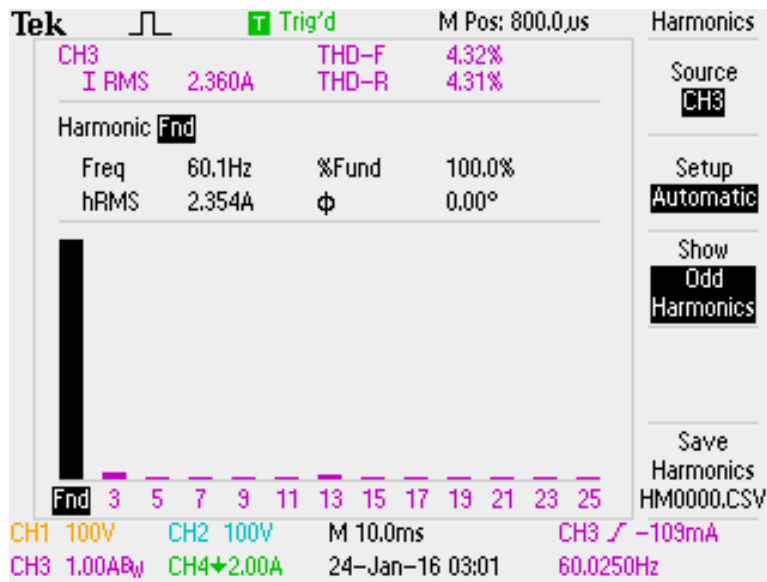 Tek T Trig'd M Pos: 800.0µs Harmonics
CH3 THD-F 4.32%
I RMS 2.360A THD-R 4.31%
Source
CH3
Harmonic Fnd
Freq 60.1Hz %Fund 100.0%
hRMS 2.354A Φ 0.00°
Setup
Automatic
Show
Odd
Harmonics
Save
Harmonics
HM0000.CSV
Fnd 3 5 7 9 11 13 15 17 19 21 23 25
CH1 100V CH2 100V M 10.0ms CH3 -109mA
CH3 1.00ABW CH4 2.00A 24-Jan-16 03:01 60.0250Hz